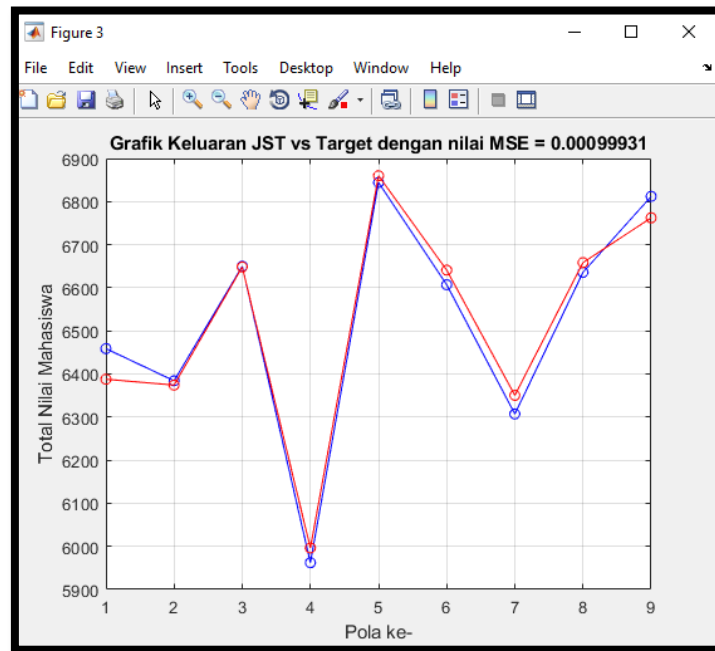 Figure 3
File Edit View Insert Tools Desktop Window Help
Grafik Keluaran JST vs Target dengan nilai MSE = 0.00099931
6900
6800
6700
6600
6500
6400
6300
6200
6100
6000
5900
Total Nilai Mahasiswa
1 2 3 4 5 6 7 8 9
Pola ke-